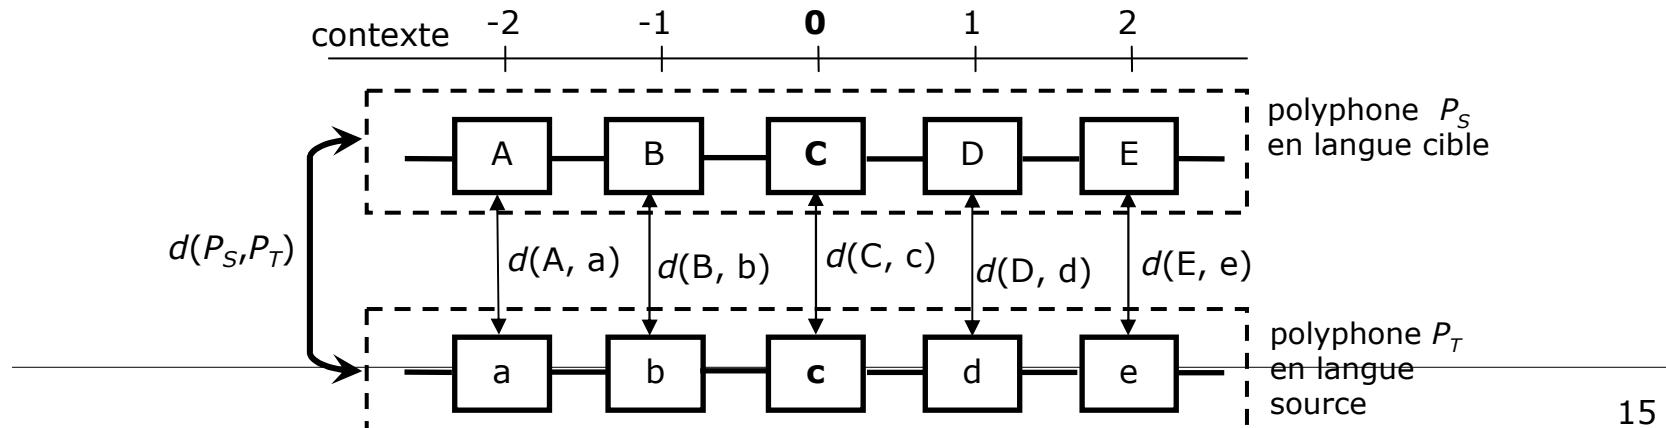 contexte -2 -1 0 1 2
polyphone P_S
en langue cible
A B C D E
d(P_S,P_T)
d(A, a) d(B, b) d(C, c) d(D, d) d(E, e)
polyphone P_T
en langue
source
a b c d e
15